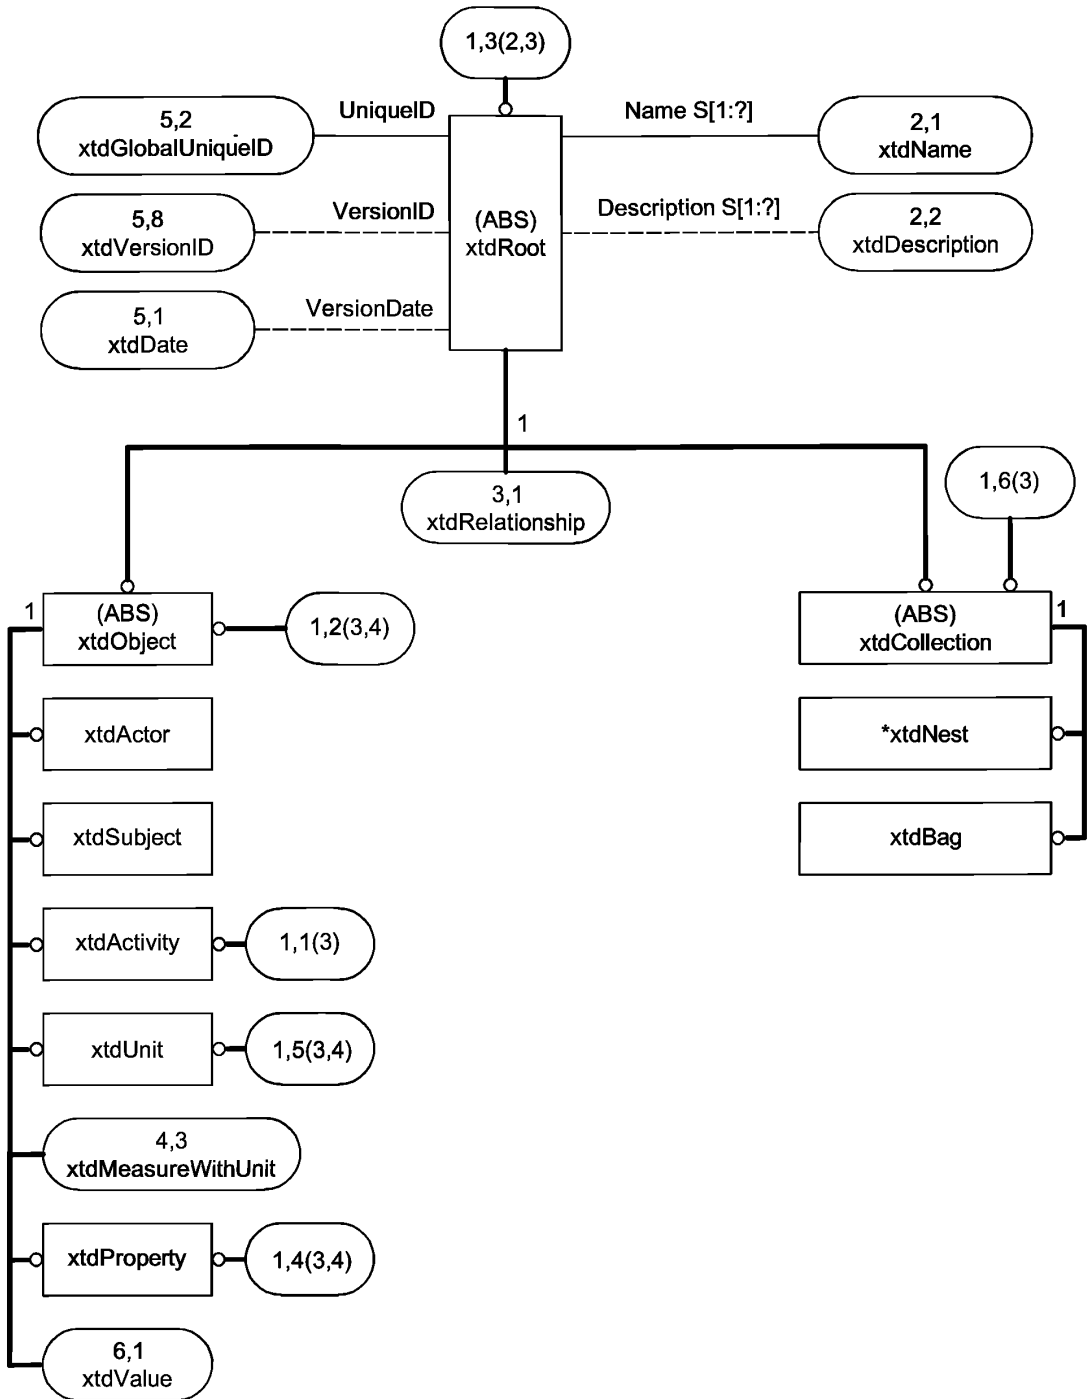 1,3(2,3)
UniqueID
Name S[1:?]
5,2
xtdGlobalUniqueID
2,1
xtdName
VersionID
(ABS)
xtdRoot
Description S[1:?]
5,8
xtdVersionID
2,2
xtdDescription
VersionDate
5,1
xtdDate
1
3,1
xtdRelationship
1,6(3)
1
(ABS)
xtdObject
1,2(3,4)
(ABS)
xtdCollection
1
xtdActor
*xtdNest
xtdSubject
xtdBag
xtdActivity
1,1(3)
xtdUnit
1,5(3,4)
4,3
xtdMeasureWithUnit
xtdProperty
1,4(3,4)
6,1
xtdValue